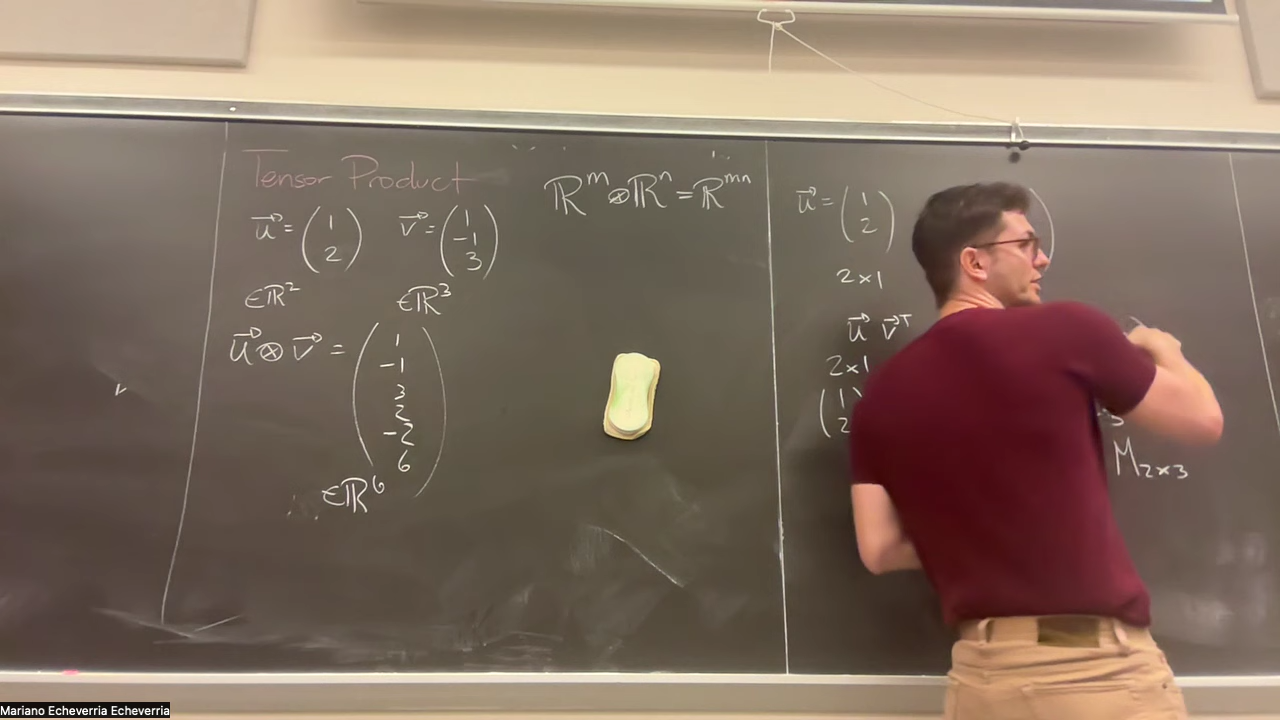 Tensor Product
ℝᵐ ⊗ ℝⁿ = ℝᵐⁿ
u⃗ = (1 2) v⃗ = (1 -1 3)
∈ℝ² ∈ℝ³
u⃗ ⊗ v⃗ = (1 -1 3 2 -2 6)
∈ℝ⁶
u⃗ = (1 2)
2×1
u⃗ v⃗ᵀ
2×1
(1 2
3
M₂ₓ₃
Mariano Echeverria Echeverria